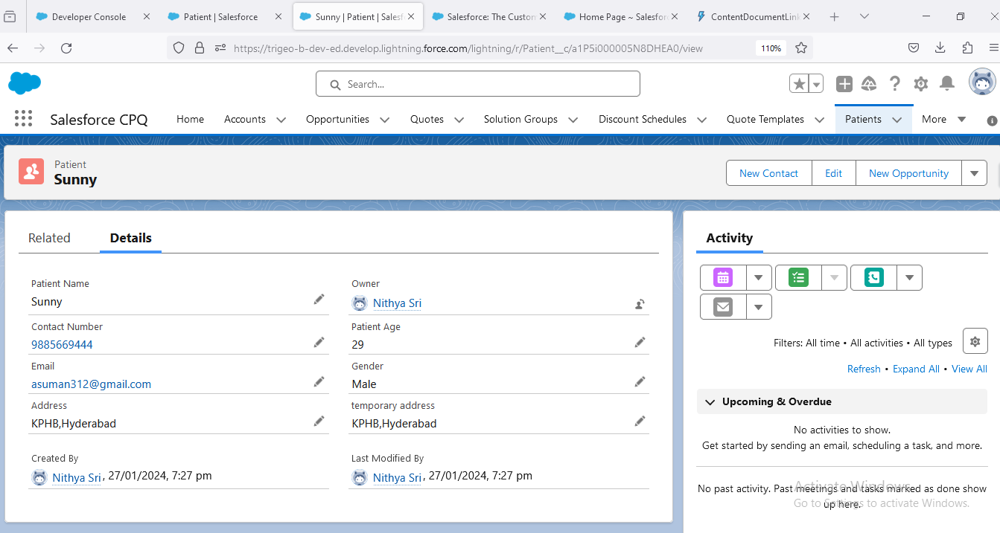 Developer Console
Patient | Salesforce
Sunny | Patient | Salesf
Salesforce: The Custom
Home Page ~ Salesfor
ContentDocumentLink
https://trigeo-b-dev-ed.develop.lightning.force.com/lightning/r/Patient__c/a1P5i000005N8DHEA0/view
110%
Search...
Salesforce CPQ
Home
Accounts
Opportunities
Quotes
Solution Groups
Discount Schedules
Quote Templates
Patients
More
Patient
Sunny
New Contact
Edit
New Opportunity
Related
Details
Patient Name
Sunny
Owner
Nithya Sri
Contact Number
9885669444
Patient Age
29
Email
asuman312@gmail.com
Gender
Male
Address
KPHB,Hyderabad
temporary address
KPHB,Hyderabad
Created By
Nithya Sri, 27/01/2024, 7:27 pm
Last Modified By
Nithya Sri, 27/01/2024, 7:27 pm
Activity
Filters: All time • All activities • All types
Refresh • Expand All • View All
Upcoming & Overdue
No activities to show.
Get started by sending an email, scheduling a task, and more.
No past activity. Past meetings and tasks marked as done show
up here.
Activate Windows
Go to Settings to activate Windows.